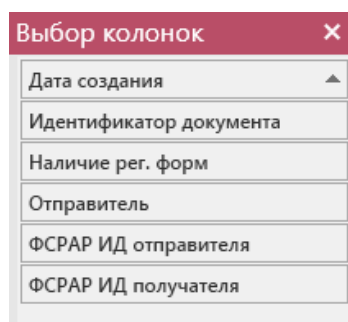 Выбор колонок
Дата создания
Идентификатор документа
Наличие рег. форм
Отправитель
ФСРАР ИД отправителя
ФСРАР ИД получателя